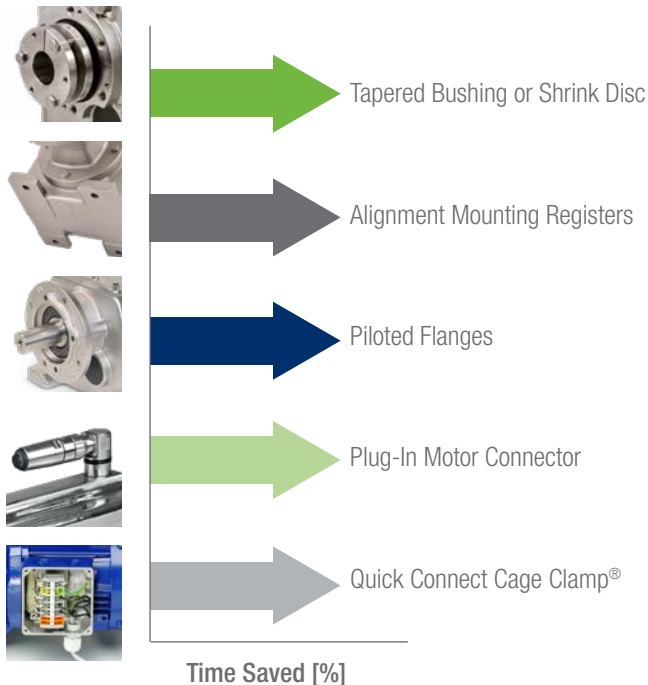 Tapered Bushing or Shrink Disc
Alignment Mounting Registers
Piloted Flanges
Plug-In Motor Connector
Quick Connect Cage Clamp®
Time Saved [%]